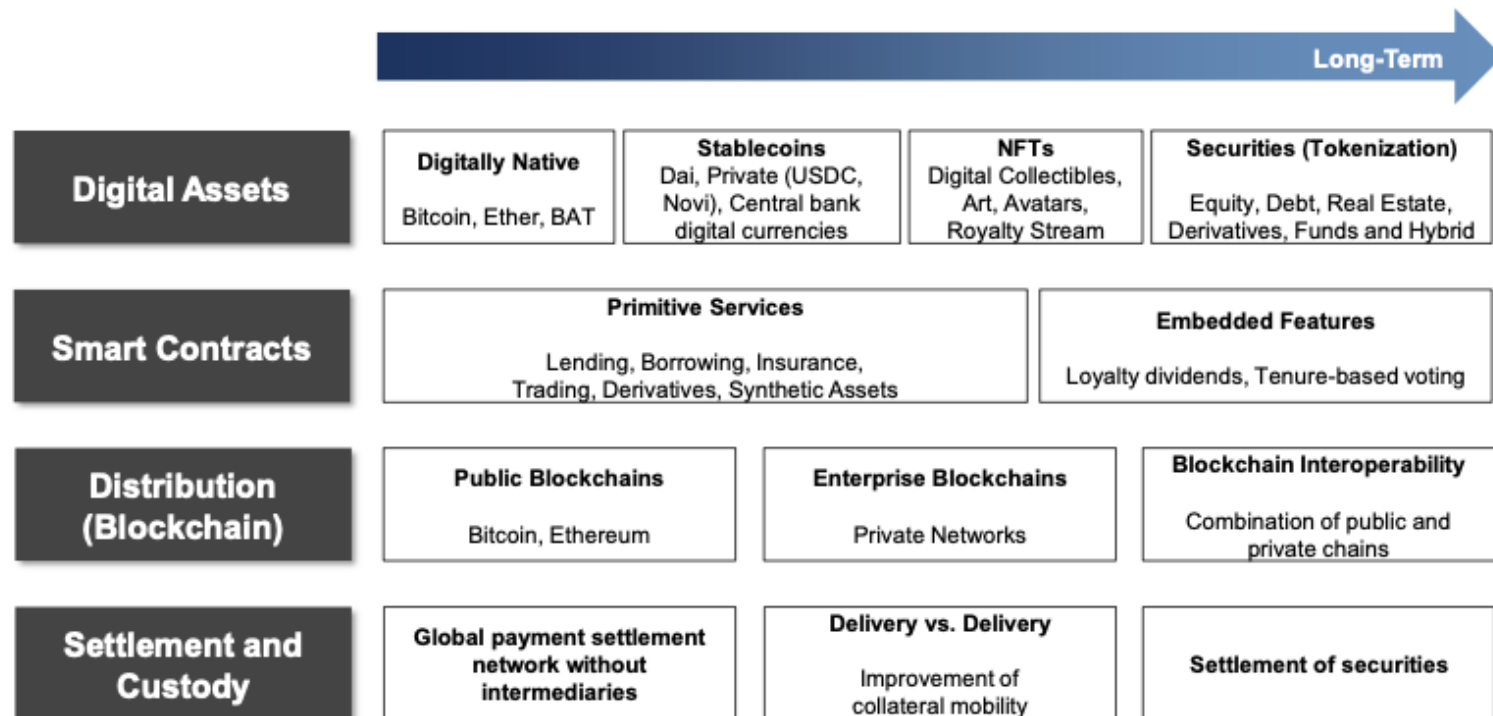 Long-Term
Digital Assets
Digitally Native
Bitcoin, Ether, BAT
Stablecoins
Dai, Private (USDC,
Novi), Central bank
digital currencies
NFTs
Digital Collectibles,
Art, Avatars,
Royalty Stream
Securities (Tokenization)
Equity, Debt, Real Estate,
Derivatives, Funds and Hybrid
Smart Contracts
Primitive Services
Lending, Borrowing, Insurance,
Trading, Derivatives, Synthetic Assets
Embedded Features
Loyalty dividends, Tenure-based voting
Distribution
(Blockchain)
Public Blockchains
Bitcoin, Ethereum
Enterprise Blockchains
Private Networks
Blockchain Interoperability
Combination of public and
private chains
Settlement and
Custody
Global payment settlement
network without
intermediaries
Delivery vs. Delivery
Improvement of
collateral mobility
Settlement of securities